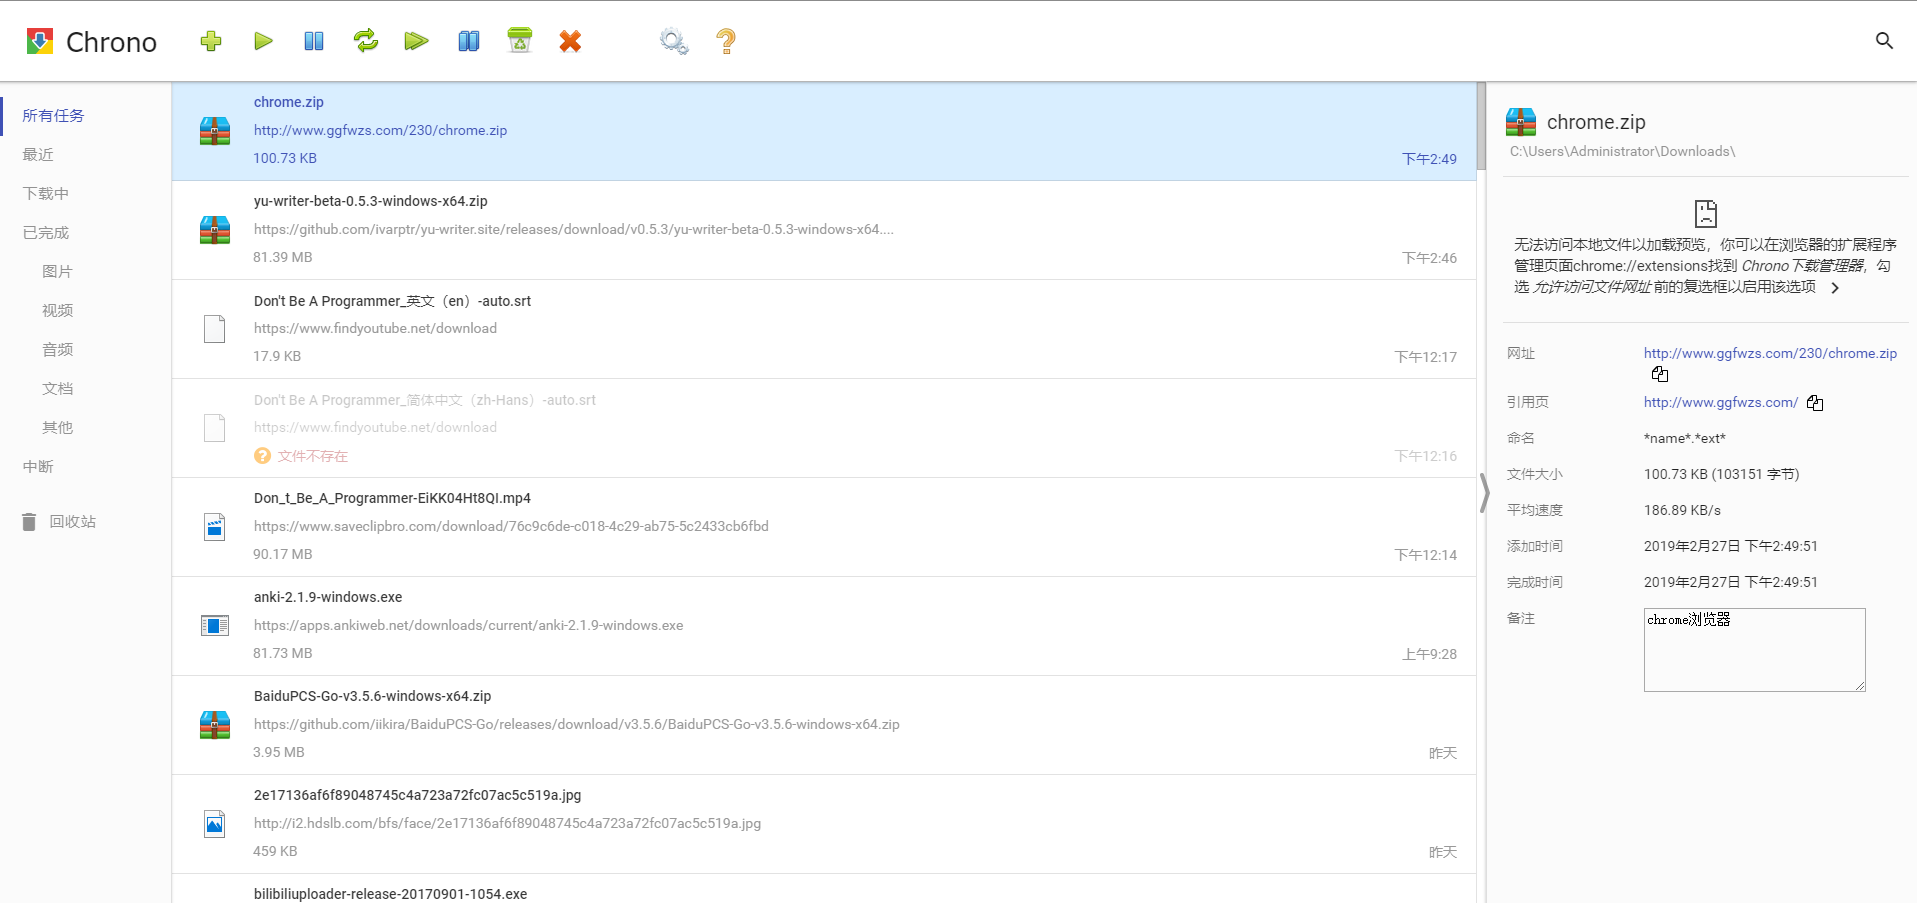 Chrono
所有任务
最近
下载中
已完成
图片
视频
音频
文档
其他
中断
回收站
chrome.zip
http://www.ggfwzs.com/230/chrome.zip
100.73 KB
下午2:49
yu-writer-beta-0.5.3-windows-x64.zip
https://github.com/ivarptr/yu-writer.site/releases/download/v0.5.3/yu-writer-beta-0.5.3-windows-x64....
81.39 MB
下午2:46
Don't Be A Programmer_英文（en）-auto.srt
https://www.findyoutube.net/download
17.9 KB
下午12:17
Don't Be A Programmer_简体中文（zh-Hans）-auto.srt
https://www.findyoutube.net/download
文件不存在
下午12:16
Don_t_Be_A_Programmer-EiKK04Ht8QI.mp4
https://www.saveclipbro.com/download/76c9c6de-c018-4c29-ab75-5c2433cb6fbd
90.17 MB
下午12:14
anki-2.1.9-windows.exe
https://apps.ankiweb.net/downloads/current/anki-2.1.9-windows.exe
81.73 MB
上午9:28
BaiduPCS-Go-v3.5.6-windows-x64.zip
https://github.com/iikira/BaiduPCS-Go/releases/download/v3.5.6/BaiduPCS-Go-v3.5.6-windows-x64.zip
3.95 MB
昨天
2e17136af6f89048745c4a723a72fc07ac5c519a.jpg
http://i2.hdslb.com/bfs/face/2e17136af6f89048745c4a723a72fc07ac5c519a.jpg
459 KB
昨天
bilibiliuploader-release-20170901-1054.exe
chrome.zip
C:\Users\Administrator\Downloads\
无法访问本地文件以加载预览，你可以在浏览器的扩展程序
管理页面chrome://extensions找到 Chrono下载管理器，勾
选 允许访问文件网址 前的复选框以启用该选项
网址 http://www.ggfwzs.com/230/chrome.zip
引用页 http://www.ggfwzs.com/
命名 *name*.*ext*
文件大小 100.73 KB (103151 字节)
平均速度 186.89 KB/s
添加时间 2019年2月27日 下午2:49:51
完成时间 2019年2月27日 下午2:49:51
备注 chrome浏览器